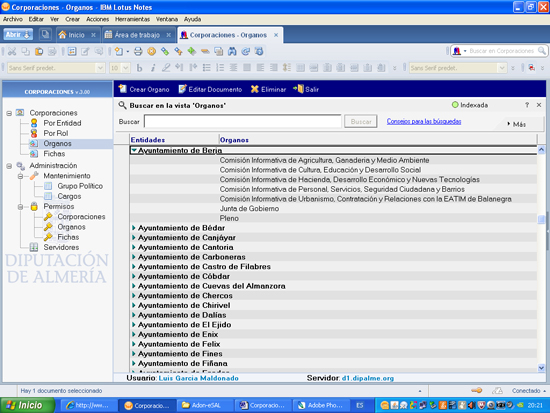 Corporaciones - Organos - IBM Lotus Notes
Archivo Editar Ver Crear Acciones Herramientas Ventana Ayuda
Abrir Inicio Área de trabajo Corporaciones - Organos
Buscar en Corporaciones
Sans Serif predet. 10 Sans Serif predet.
CORPORACIONES v.3.00
Crear Organo Editar Documento Eliminar Salir
Buscar en la vista 'Organos' Indexada
Buscar Buscar Consejos para las búsquedas Más
Corporaciones
Por Entidad
Por Rol
Organos
Fichas
Administración
Mantenimiento
Grupo Político
Cargos
Permisos
Corporaciones
Organos
Fichas
Servidores
DIPUTACIÓN
DE ALMERÍA
Entidades Organos
Ayuntamiento de Berja
Comisión Informativa de Agricultura, Ganadería y Medio Ambiente
Comisión Informativa de Cultura, Educación y Desarrollo Social
Comisión Informativa de Hacienda, Desarrollo Económico y Nuevas Tecnologías
Comisión Informativa de Personal, Servicios, Seguridad Ciudadana y Barrios
Comisión Informativa de Urbanismo, Contratación y Relaciones con la EATIM de Balanegra
Junta de Gobierno
Pleno
Ayuntamiento de Bédar
Ayuntamiento de Canjáyar
Ayuntamiento de Cantoria
Ayuntamiento de Carboneras
Ayuntamiento de Castro de Filabres
Ayuntamiento de Cóbdar
Ayuntamiento de Cuevas del Almanzora
Ayuntamiento de Chercos
Ayuntamiento de Chirivel
Ayuntamiento de Dalías
Ayuntamiento de El Ejido
Ayuntamiento de Enix
Ayuntamiento de Felix
Ayuntamiento de Fines
Ayuntamiento de Fiñana
Usuario: Luis García Maldonado Servidor: d1.dipalme.org
Hay 1 documento seleccionado Conectado
Inicio http://ww... Corporacio... Adon-eSAL Corporacio... Adobe Pho... ES 20:21